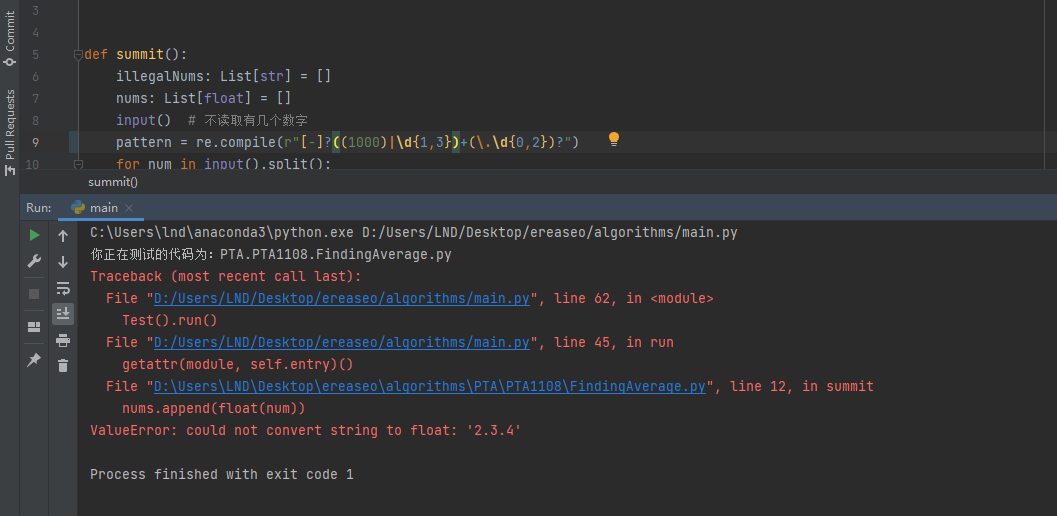 Commit
Pull Requests
3
4
5 def summit():
6 illegalNums: List[str] = []
7 nums: List[float] = []
8 input()  # 不读取有几个数字
9 pattern = re.compile(r"[-]?((1000)|\d{1,3})+(\.\d{0,2})?")
10 for num in input().split():
summit()
Run: main ×
C:\Users\lnd\anaconda3\python.exe D:/Users/LND/Desktop/ereaseo/algorithms/main.py
你正在测试的代码为：PTA.PTA1108.FindingAverage.py
Traceback (most recent call last):
  File "D:/Users/LND/Desktop/ereaseo/algorithms/main.py", line 62, in <module>
    Test().run()
  File "D:/Users/LND/Desktop/ereaseo/algorithms/main.py", line 45, in run
    getattr(module, self.entry)()
  File "D:\Users\LND\Desktop\ereaseo\algorithms\PTA\PTA1108\FindingAverage.py", line 12, in summit
    nums.append(float(num))
ValueError: could not convert string to float: '2.3.4'
Process finished with exit code 1